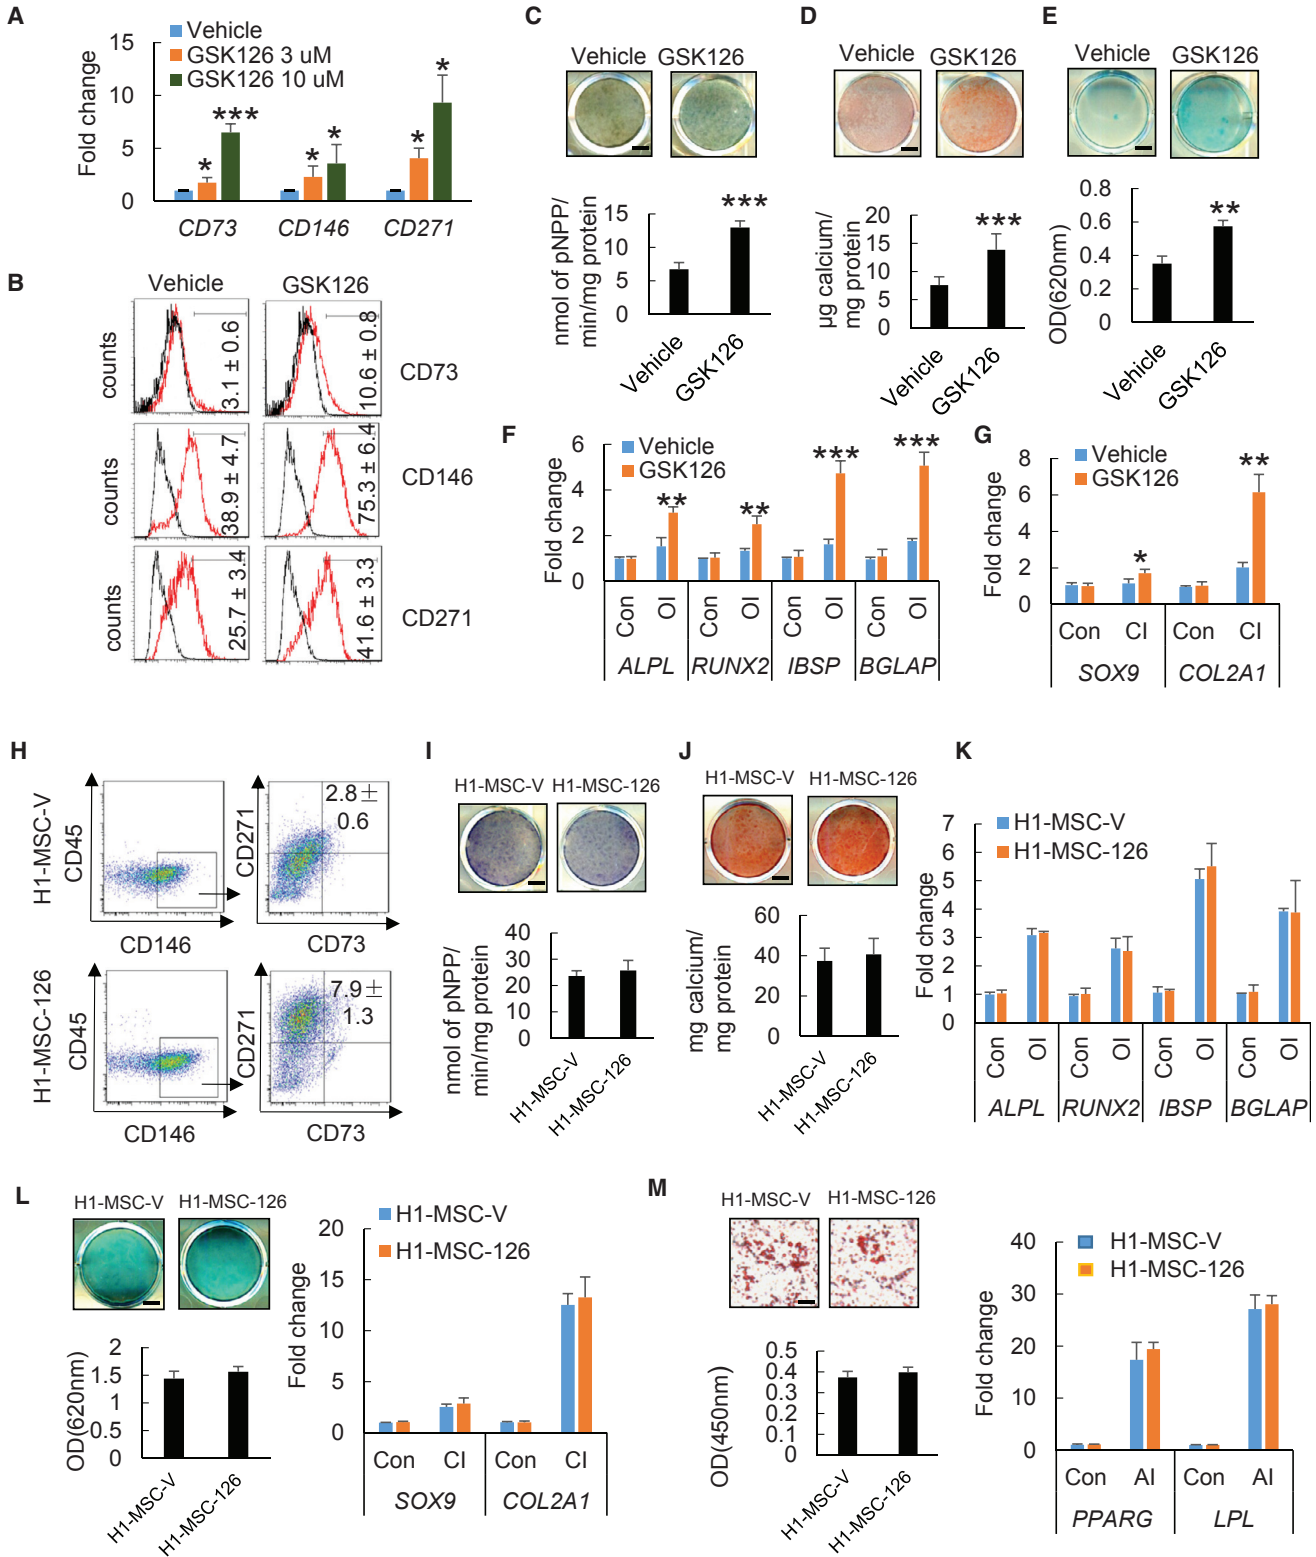 A
Vehicle
GSK126 3 uM
GSK126 10 uM
Fold change
15
10
5
0
*
***
*
*
*
*
CD73
CD146
CD271
B
Vehicle
GSK126
counts
3.1 ± 0.6
10.6 ± 0.8
CD73
counts
38.9 ± 4.7
75.3 ± 6.4
CD146
counts
25.7 ± 3.4
41.6 ± 3.3
CD271
C
Vehicle GSK126
nmol of pNPP/
min/mg protein
15
10
5
0
***
Vehicle
GSK126
D
Vehicle GSK126
µg calcium/
mg protein
20
15
10
5
0
***
Vehicle
GSK126
E
Vehicle GSK126
OD(620nm)
0.8
0.6
0.4
0.2
0
**
Vehicle
GSK126
F
Vehicle
GSK126
Fold change
6
4
2
0
**
**
***
***
Con OI Con OI Con OI Con OI
ALPL RUNX2 IBSP BGLAP
G
Vehicle
GSK126
Fold change
8
6
4
2
0
*
**
Con CI Con CI
SOX9 COL2A1
H
H1-MSC-V
CD45
CD146
CD271
CD73
2.8 ±
0.6
H1-MSC-126
CD45
CD146
CD271
CD73
7.9 ±
1.3
I
H1-MSC-V H1-MSC-126
nmol of pNPP/
min/mg protein
40
30
20
10
0
H1-MSC-V
H1-MSC-126
J
H1-MSC-V H1-MSC-126
mg calcium/
mg protein
60
40
20
0
H1-MSC-V
H1-MSC-126
K
H1-MSC-V
H1-MSC-126
Fold change
7
6
5
4
3
2
1
0
Con OI Con OI Con OI Con OI
ALPL RUNX2 IBSP BGLAP
L
H1-MSC-V H1-MSC-126
OD(620nm)
2
1.5
1
0.5
0
H1-MSC-V
H1-MSC-126
H1-MSC-V
H1-MSC-126
Fold change
20
15
10
5
0
Con CI Con CI
SOX9 COL2A1
M
H1-MSC-V H1-MSC-126
OD(450nm)
0.5
0.4
0.3
0.2
0.1
0
H1-MSC-V
H1-MSC-126
H1-MSC-V
H1-MSC-126
Fold change
40
30
20
10
0
Con AI Con AI
PPARG LPL